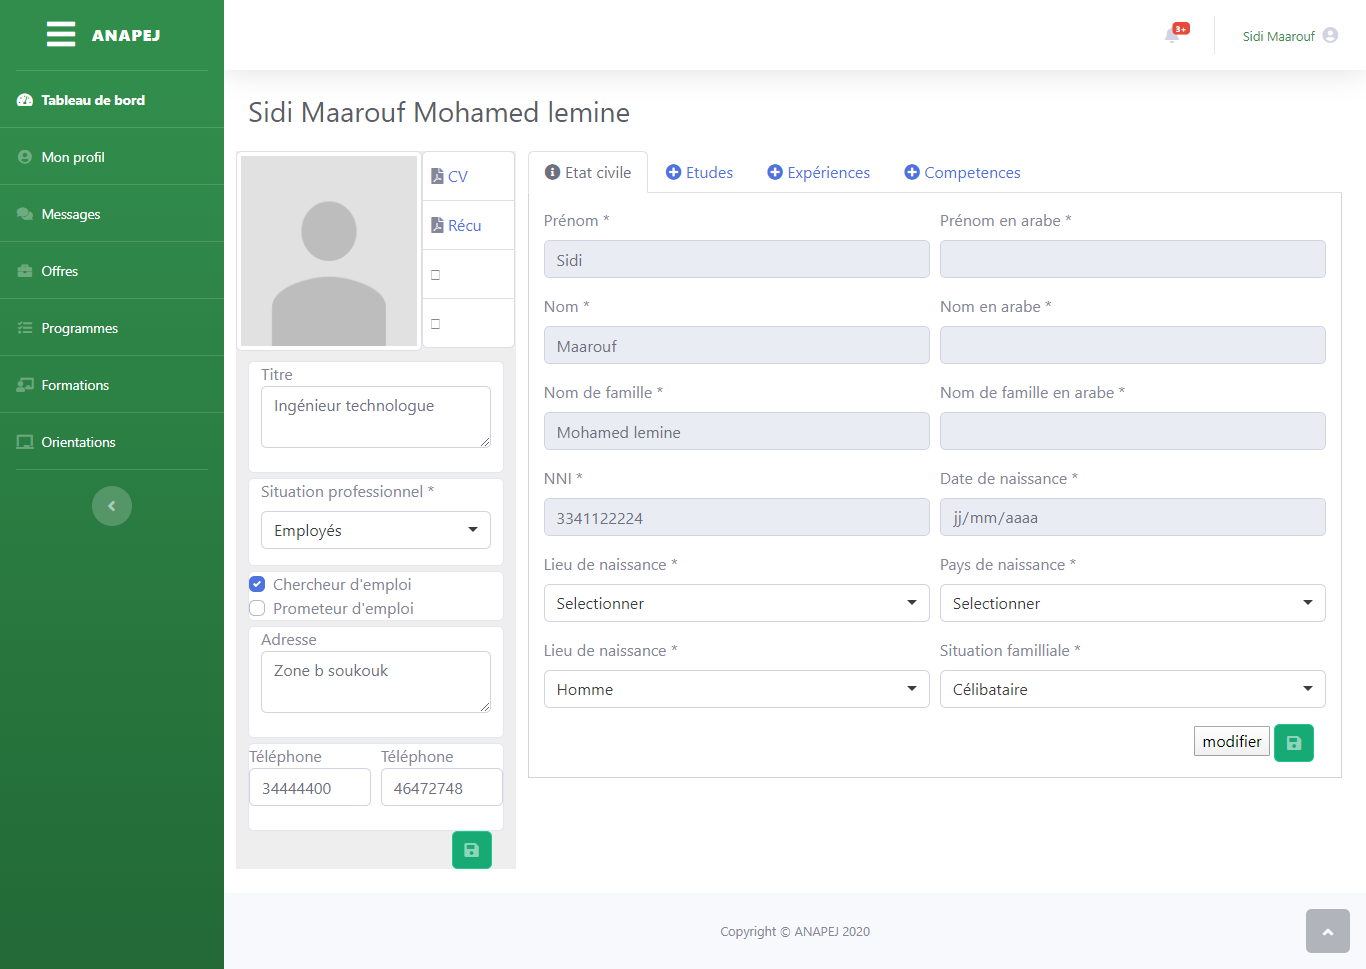 ANAPEJ
3+
Sidi Maarouf
Tableau de bord
Mon profil
Messages
Offres
Programmes
Formations
Orientations
Sidi Maarouf Mohamed lemine
CV
Récu
Titre
Ingénieur technologue
Situation professionnel *
Employés
Chercheur d'emploi
Prometeur d'emploi
Adresse
Zone b soukouk
Téléphone Téléphone
34444400 46472748
Etat civile Etudes Expériences Competences
Prénom * Prénom en arabe *
Sidi
Nom * Nom en arabe *
Maarouf
Nom de famille * Nom de famille en arabe *
Mohamed lemine
NNI * Date de naissance *
3341122224 jj/mm/aaaa
Lieu de naissance * Pays de naissance *
Selectionner Selectionner
Lieu de naissance * Situation familliale *
Homme Célibataire
modifier
Copyright © ANAPEJ 2020